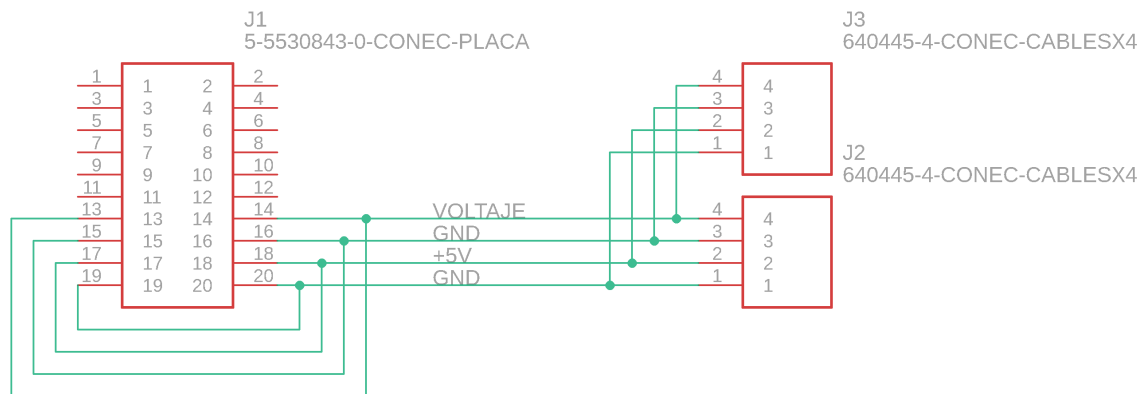 J1
5-5530843-0-CONEC-PLACA
1 1 2 2
3 3 4 4
5 5 6 6
7 7 8 8
9 9 10 10
11 11 12 12
13 13 14 14
15 15 16 16
17 17 18 18
19 19 20 20
VOLTAJE
GND
+5V
GND
J3
640445-4-CONEC-CABLESX4
4 4
3 3
2 2
1 1
J2
640445-4-CONEC-CABLESX4
4 4
3 3
2 2
1 1